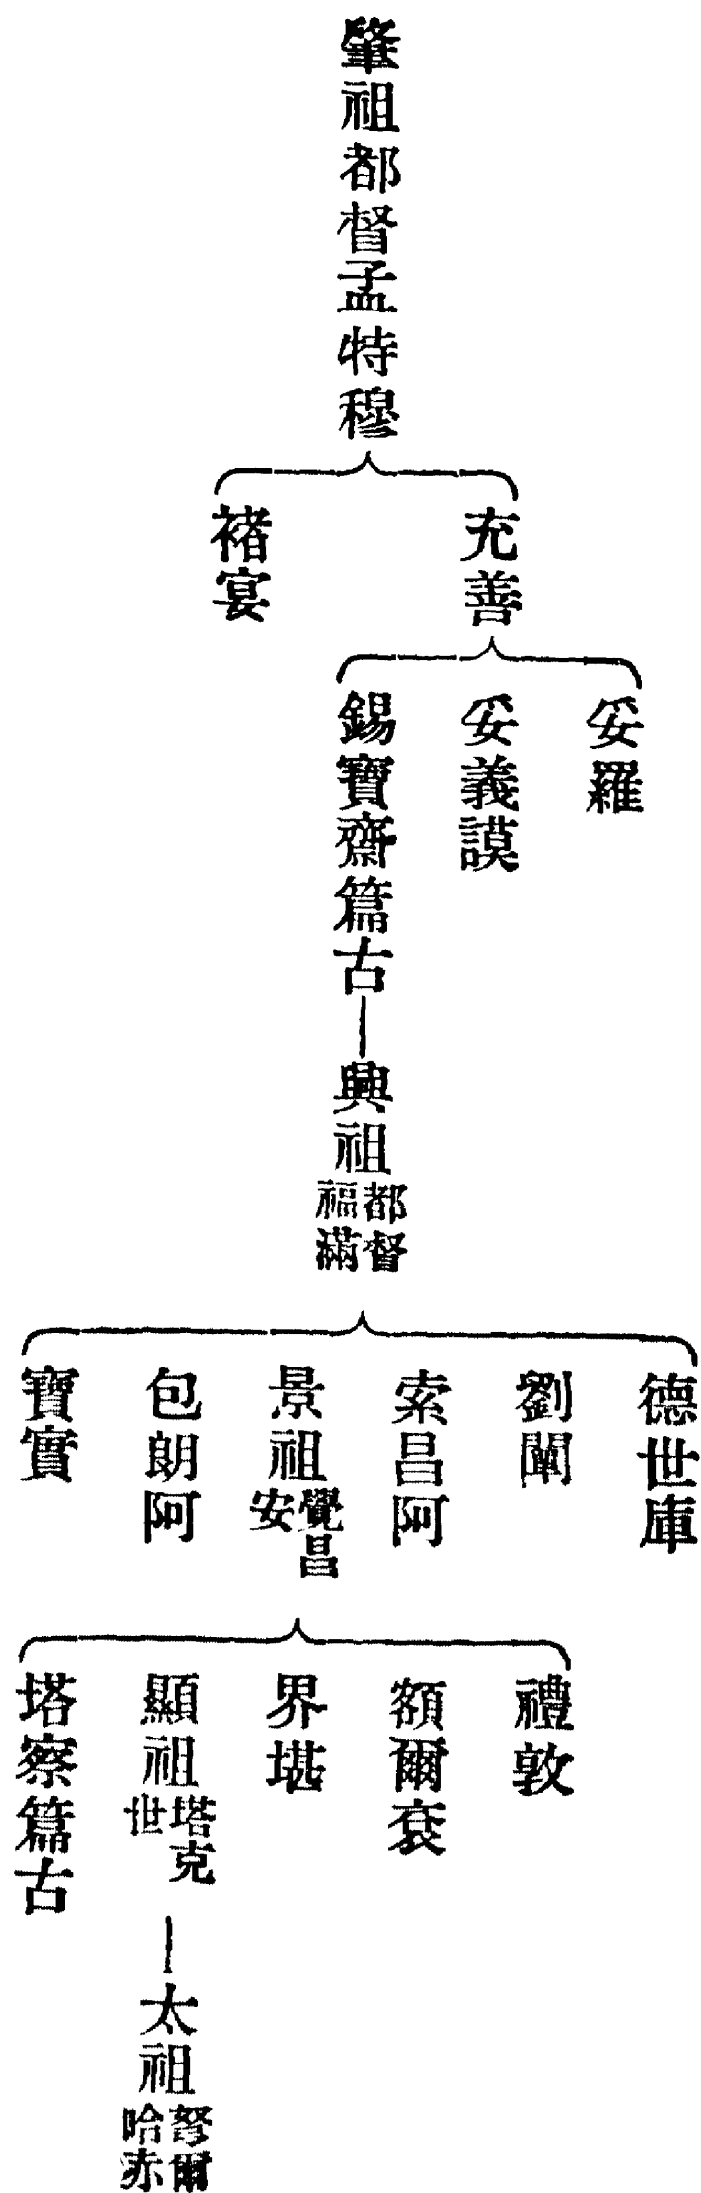 肇祖都督孟特穆
充善
褚宴
妥羅
妥義謨
錫寶齋篇古
興祖都督福滿
德世庫
劉闡
索昌阿
景祖覺昌安
包朗阿
寶實
禮敦
額爾袞
界堪
顯祖塔克世
塔察篇古
太祖弩爾哈赤